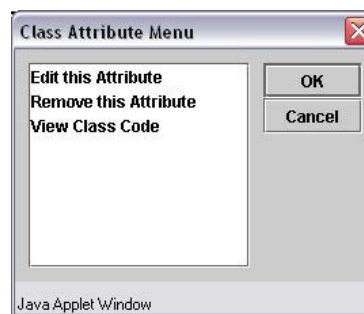 Class Attribute Menu
Edit this Attribute
Remove this Attribute
View Class Code
OK
Cancel
Java Applet Window